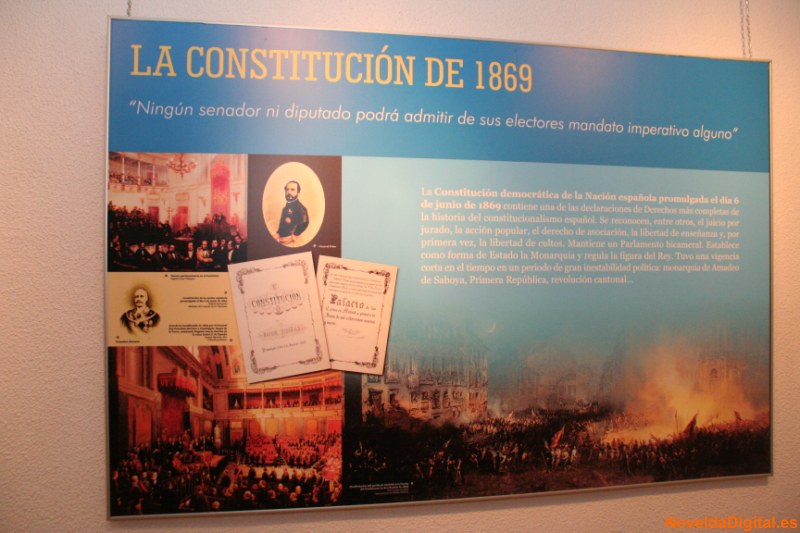 LA CONSTITUCIÓN DE 1869
“Ningún senador ni diputado podrá admitir de sus electores mandato imperativo alguno”
La Constitución democrática de la Nación española promulgada el día 6
de junio de 1869 contiene una de las declaraciones de Derechos más completas de
la historia del constitucionalismo español. Se reconocen, entre otros, el juicio por
jurado, la acción popular, el derecho de asociación, la libertad de enseñanza y, por
primera vez, la libertad de cultos. Mantiene un Parlamento bicameral. Establece
como forma de Estado la Monarquía y regula la figura del Rey. Tuvo una vigencia
corta en el tiempo en un periodo de gran inestabilidad política: monarquía de Amadeo
de Saboya, Primera República, revolución cantonal...
CONSTITUCION
Palacio
NoveldaDigital.es